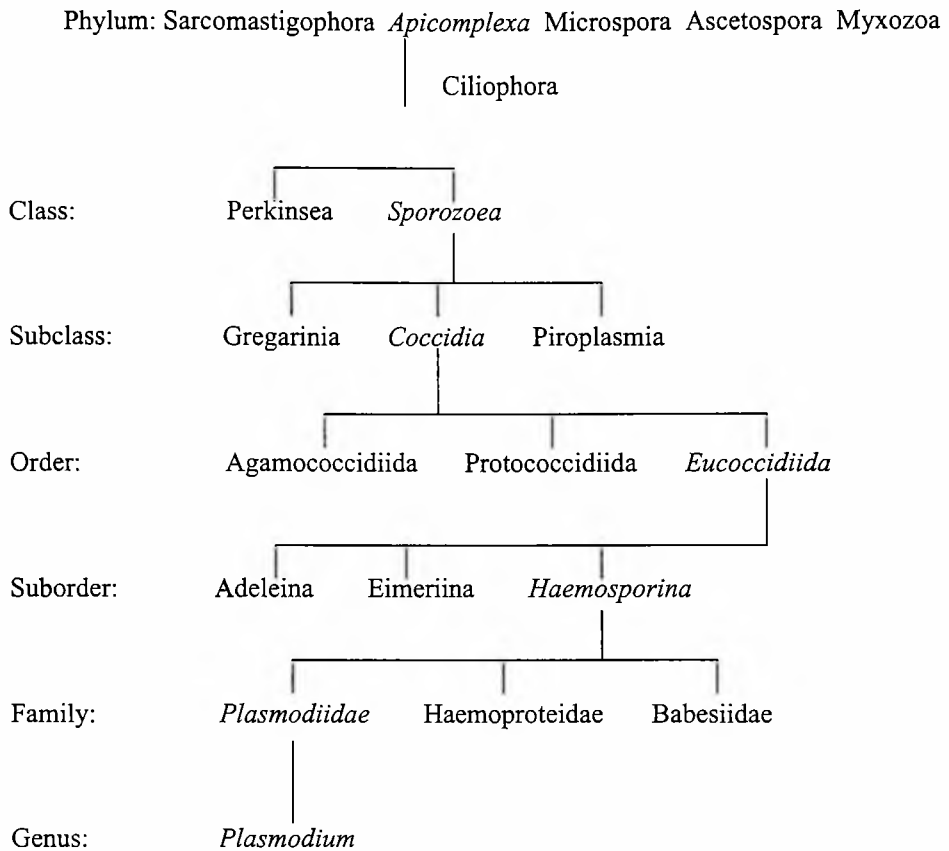 Phylum: Sarcomastigophora Apicomplexa Microspora Ascetospora Myxozoa
Ciliophora
Class: Perkinsea Sporozoea
Subclass: Gregarinia Coccidia Piroplasmia
Order: Agamococcidiida Protococcidiida Eucoccidiida
Suborder: Adeleina Eimeriina Haemosporina
Family: Plasmodiidae Haemoproteidae Babesiidae
Genus: Plasmodium